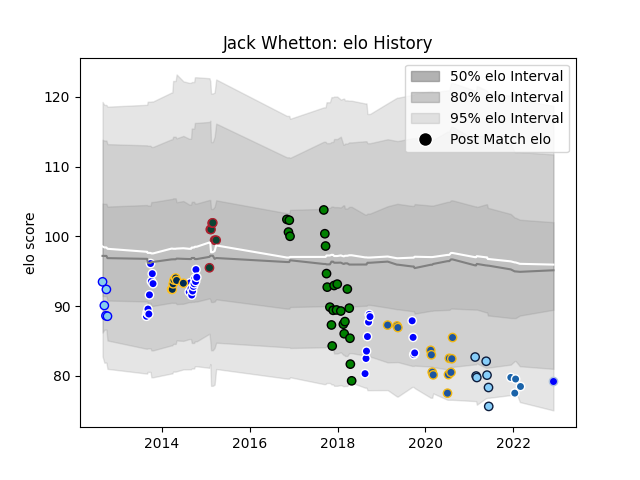 Jack Whetton: elo History
50% elo Interval
80% elo Interval
95% elo Interval
Post Match elo
elo score
120
110
100
90
80
2014
2016
2018
2020
2022